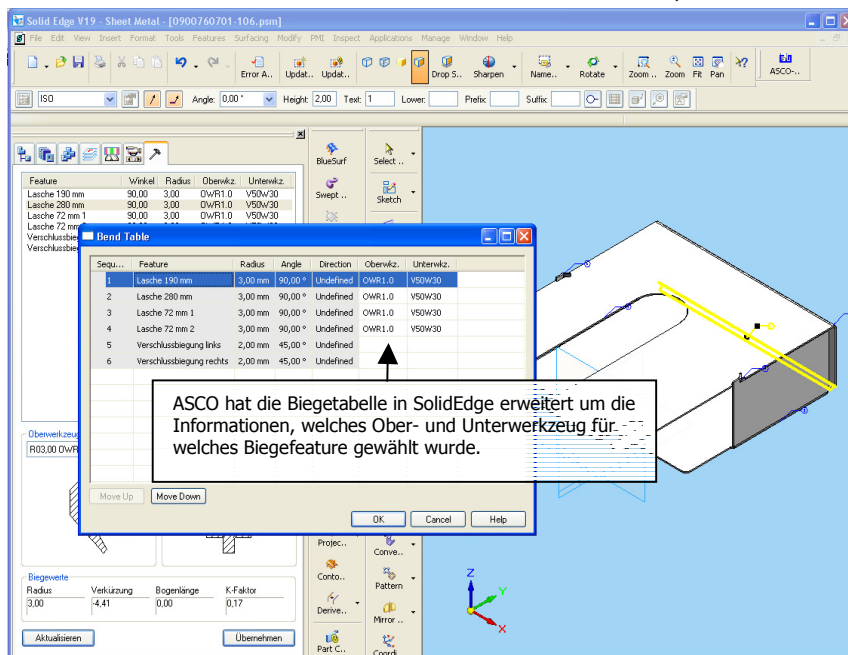 Solid Edge V19 - Sheet Metal - [0900760701-106.psm]
File Edit View Insert Format Tools Features Surfacing Modify PMI Inspect Applications Manage Window Help
Error A.. Updat.. Updat.. Drop S.. Sharpen Name.. Rotate Zoom .. Zoom Fit Pan ASCO-..
ISO Angle: 0,00 ° Height: 2,00 Text: 1 Lower: Prefix: Suffix:
BlueSurf Select ..
Swept .. Sketch
Feature Winkel Radius Oberwkz. Unterwkz.
Lasche 190 mm 90,00 3,00 OWR1.0 V50W30
Lasche 280 mm 90,00 3,00 OWR1.0 V50W30
Lasche 72 mm 1 90,00 3,00 OWR1.0 V50W30
Lasche 72 mm
Verschlussbie
Verschlussbie
Bend Table
Sequ... Feature Radius Angle Direction Oberwkz. Unterwkz.
1 Lasche 190 mm 3,00 mm 90,00 ° Undefined OWR1.0 V50W30
2 Lasche 280 mm 3,00 mm 90,00 ° Undefined OWR1.0 V50W30
3 Lasche 72 mm 1 3,00 mm 90,00 ° Undefined OWR1.0 V50W30
4 Lasche 72 mm 2 3,00 mm 90,00 ° Undefined OWR1.0 V50W30
5 Verschlussbiegung links 2,00 mm 45,00 ° Undefined
6 Verschlussbiegung rechts 2,00 mm 45,00 ° Undefined
ASCO hat die Biegetabelle in SolidEdge erweitert um die
Informationen, welches Ober- und Unterwerkzeug für
welches Biegefeature gewählt wurde.
Move Up Move Down
OK Cancel Help
Oberwerkzeug
R03,00 OWR
Projec.. Conve..
Conto.. Pattern
Derive.. Mirror ..
Part C.. Coordi
Biegewerte
Radius Verkürzung Bogenlänge K-Faktor
3,00 -4,41 0,00 0,17
Aktualisieren Übernehmen
Z
Y
X